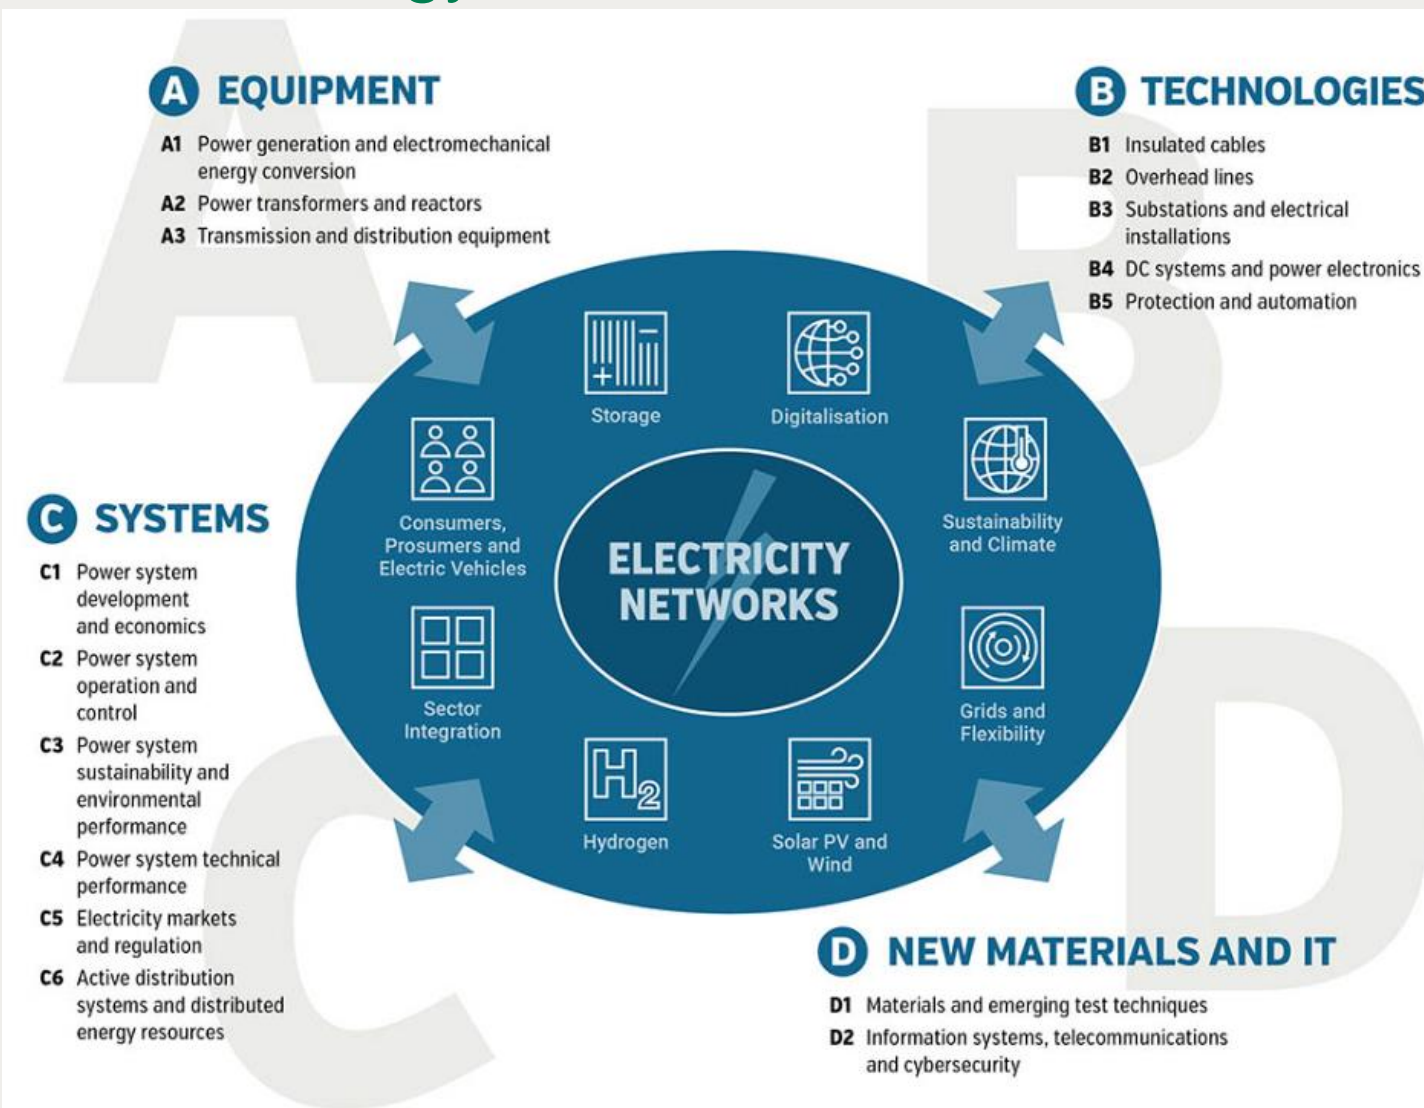 gy
A EQUIPMENT
A1 Power generation and electromechanical
energy conversion
A2 Power transformers and reactors
A3 Transmission and distribution equipment
B TECHNOLOGIES
B1 Insulated cables
B2 Overhead lines
B3 Substations and electrical
installations
B4 DC systems and power electronics
B5 Protection and automation
C SYSTEMS
C1 Power system
development
and economics
C2 Power system
operation and
control
C3 Power system
sustainability and
environmental
performance
C4 Power system technical
performance
C5 Electricity markets
and regulation
C6 Active distribution
systems and distributed
energy resources
Storage
Digitalisation
Consumers,
Prosumers and
Electric Vehicles
Sustainability
and Climate
ELECTRICITY
NETWORKS
Sector
Integration
Grids and
Flexibility
H2
Hydrogen
Solar PV and
Wind
D NEW MATERIALS AND IT
D1 Materials and emerging test techniques
D2 Information systems, telecommunications
and cybersecurity
A
B
C
D